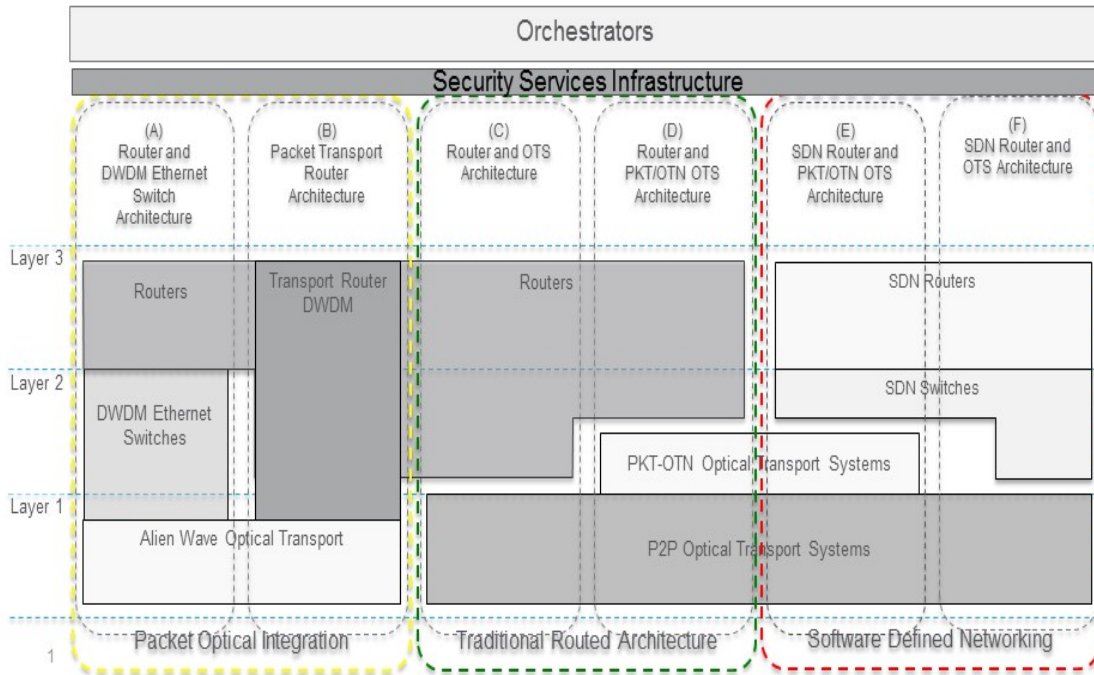 Orchestrators
Security Services Infrastructure
(A)
Router and
DWDM Ethernet
Switch
Architecture
(B)
Packet Transport
Router
Architecture
(C)
Router and OTS
Architecture
(D)
Router and
PKT/OTN OTS
Architecture
(E)
SDN Router and
PKT/OTN OTS
Architecture
(F)
SDN Router and
OTS Architecture
Layer 3
Routers
Transport Router
DWDM
Routers
SDN Routers
Layer 2
DWDM Ethernet
Switches
SDN Switches
PKT-OTN Optical Transport Systems
Layer 1
Alien Wave Optical Transport
P2P Optical Transport Systems
Packet Optical Integration
Traditional Routed Architecture
Software Defined Networking
1